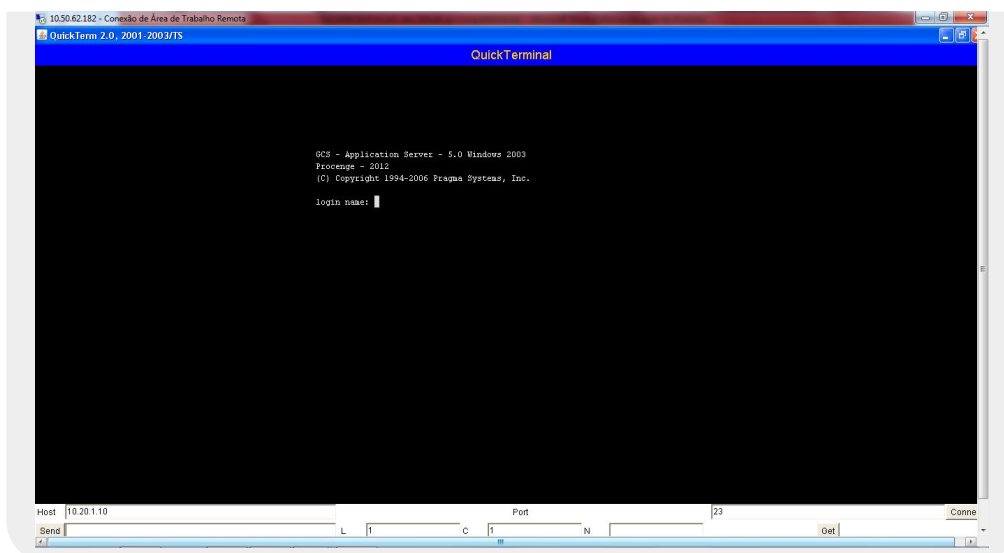 10.50.62.182 - Conexão de Área de Trabalho Remota
QuickTerm 2.0, 2001-2003/TS
QuickTerminal
GCS - Application Server - 5.0 Windows 2003
Procenge - 2012
(C) Copyright 1994-2006 Pragma Systems, Inc.
login name:
Host 10.20.1.10 Port 23 Conne
Send L 1 C 1 N Get